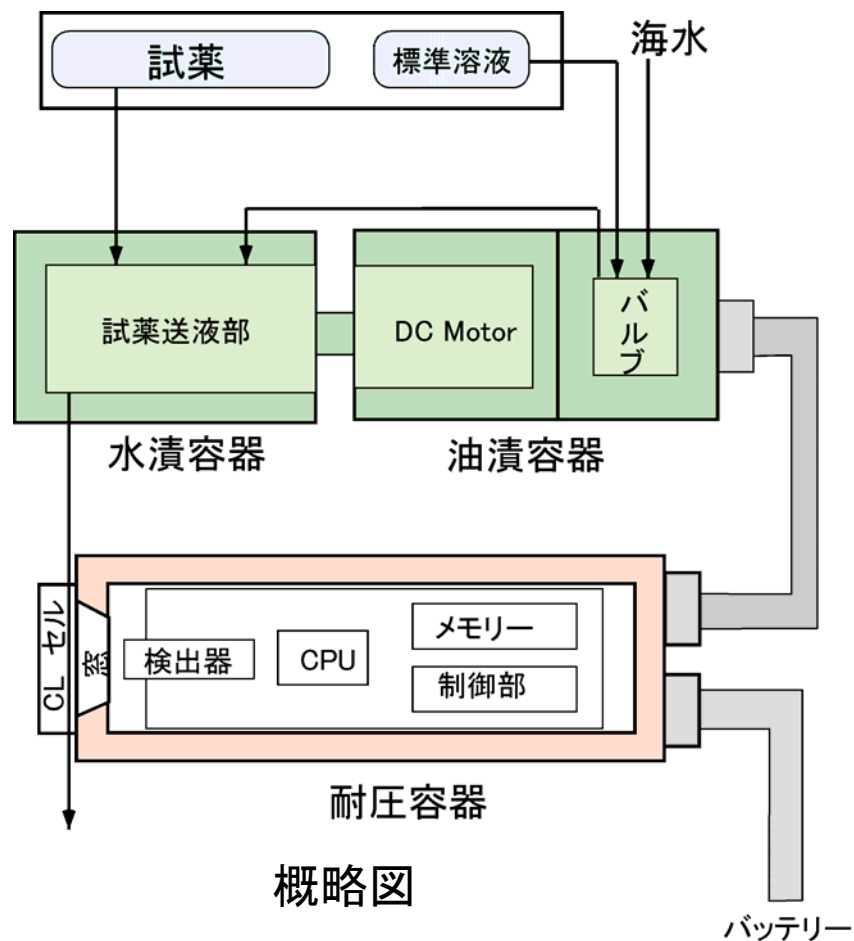 試薬
標準溶液
海水
試薬送液部
DC Motor
バルブ
水漬容器
油漬容器
CL セル
窓
検出器
CPU
メモリー
制御部
耐圧容器
概略図
バッテリー